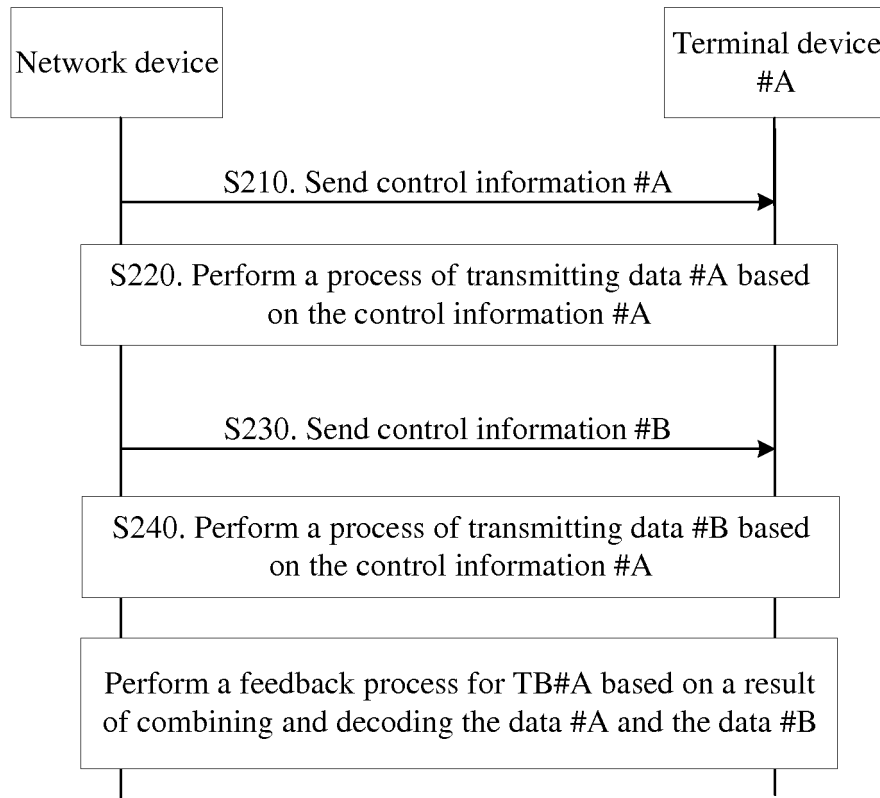 Network device
Terminal device
#A
S210. Send control information #A
S220. Perform a process of transmitting data #A based
on the control information #A
S230. Send control information #B
S240. Perform a process of transmitting data #B based
on the control information #A
Perform a feedback process for TB#A based on a result
of combining and decoding the data #A and the data #B